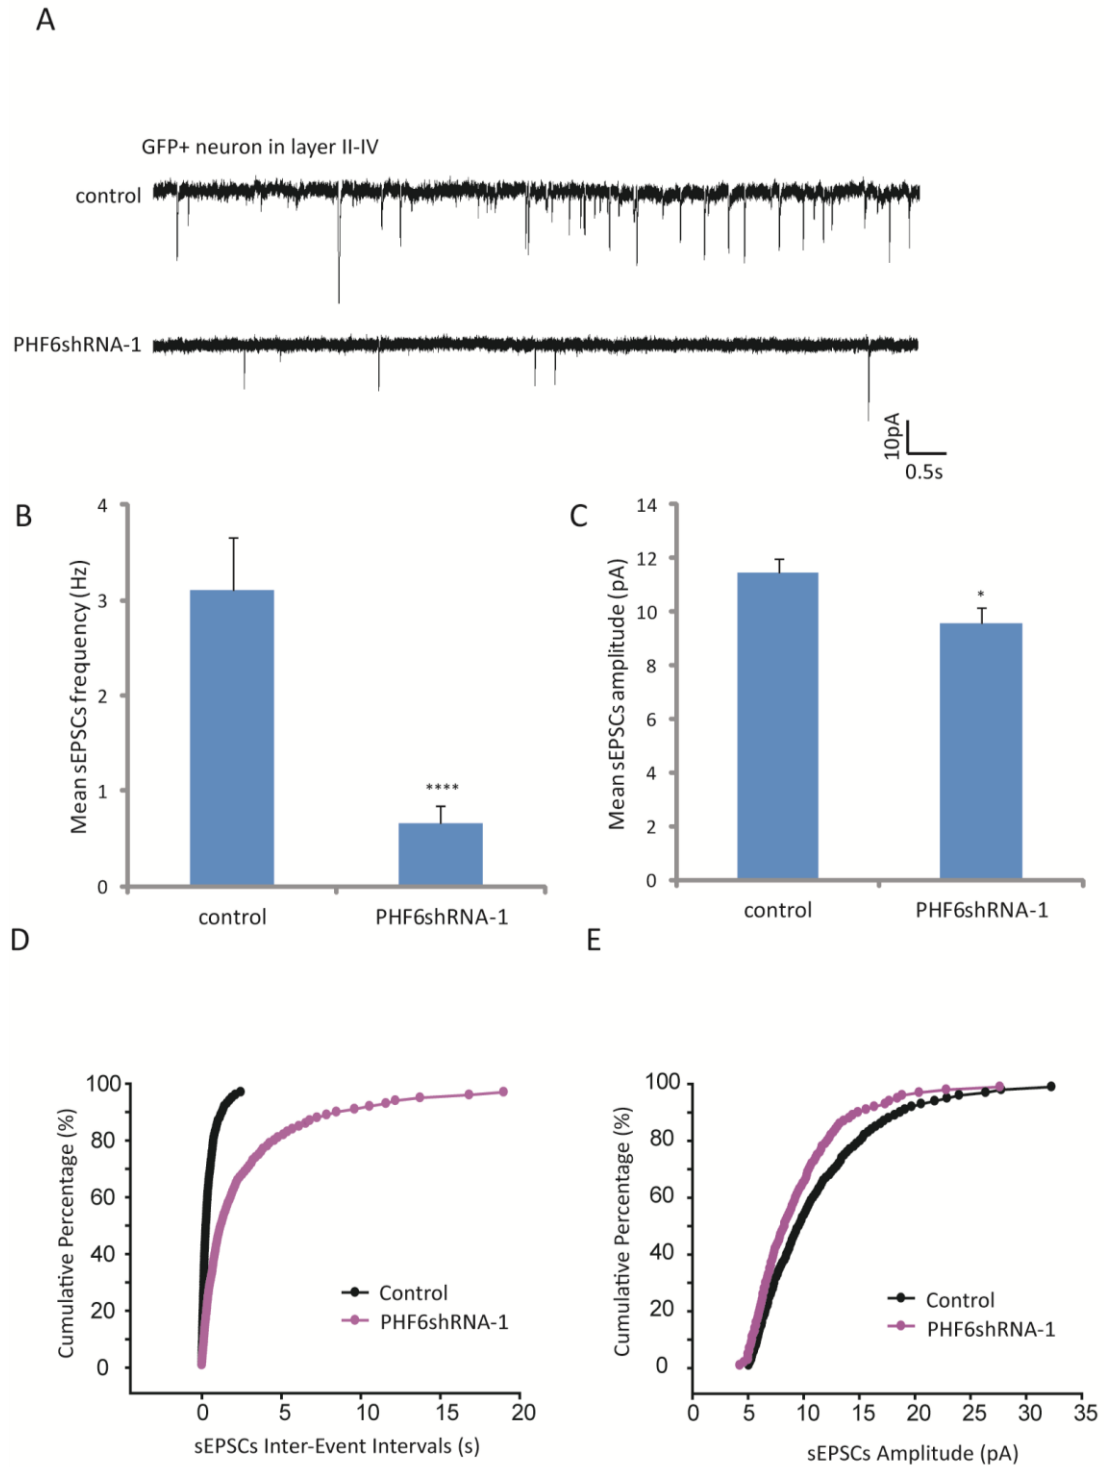 A
GFP+ neuron in layer II-IV
control
PHF6shRNA-1
10pA
0.5s
B
Mean sEPSCs frequency (Hz)
4
3
2
1
0
****
control
PHF6shRNA-1
C
Mean sEPSCs amplitude (pA)
14
12
10
8
6
4
2
0
*
control
PHF6shRNA-1
D
Cumulative Percentage (%)
100
80
60
40
20
0
Control
PHF6shRNA-1
0 5 10 15 20
sEPSCs Inter-Event Intervals (s)
E
Cumulative Percentage (%)
100
80
60
40
20
0
Control
PHF6shRNA-1
0 5 10 15 20 25 30 35
sEPSCs Amplitude (pA)